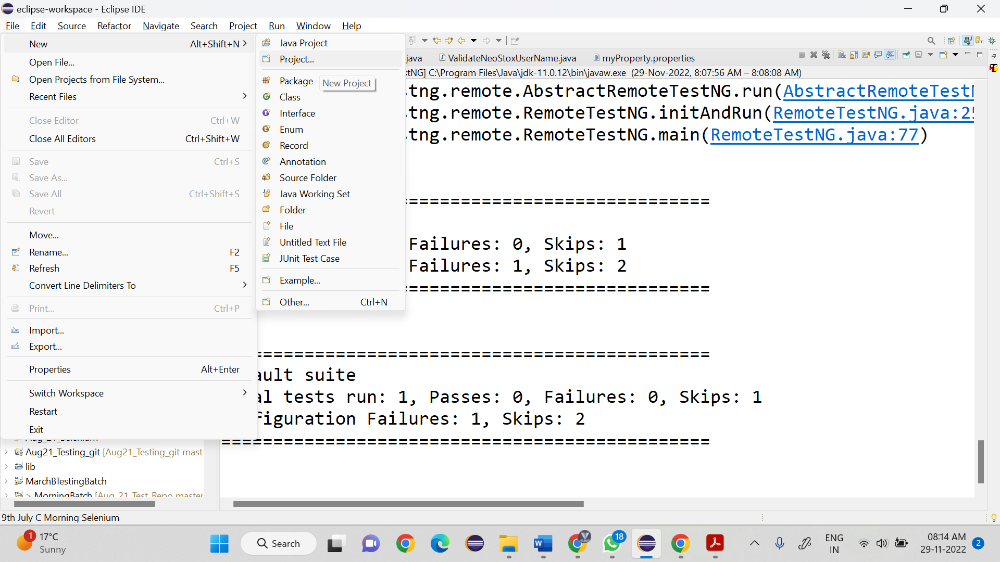 eclipse-workspace - Eclipse IDE
File Edit Source Refactor Navigate Search Project Run Window Help
New Alt+Shift+N
Open File...
Open Projects from File System...
Recent Files
Close Editor Ctrl+W
Close All Editors Ctrl+Shift+W
Save Ctrl+S
Save As...
Save All Ctrl+Shift+S
Revert
Move...
Rename... F2
Refresh F5
Convert Line Delimiters To
Print... Ctrl+P
Import...
Export...
Properties Alt+Enter
Switch Workspace
Restart
Exit
Java Project
Project...
Package
New Project
Class
Interface
Enum
Record
Annotation
Source Folder
Java Working Set
Folder
File
Untitled Text File
JUnit Test Case
Example...
Other... Ctrl+N
java ValidateNeoStoxUserName.java myProperty.properties
tNG] C:\Program Files\Java\jdk-11.0.12\bin\javaw.exe (29-Nov-2022, 8:07:56 AM – 8:08:08 AM)
tng.remote.AbstractRemoteTestNG.run(AbstractRemoteTestN
tng.remote.RemoteTestNG.initAndRun(RemoteTestNG.java:25
tng.remote.RemoteTestNG.main(RemoteTestNG.java:77)
=============================
Failures: 0, Skips: 1
Failures: 1, Skips: 2
=============================
===========================================
ault suite
al tests run: 1, Passes: 0, Failures: 0, Skips: 1
figuration Failures: 1, Skips: 2
===============================================
Aug_21_Selenium
Aug21_Testing_git [Aug21_Testing_git mast
lib
MarchBTestingBatch
> MorningBatch [Aug_21_Test_Repo master
9th July C Morning Selenium
1
17°C
Sunny
Search
18
ENG
IN
08:14 AM
29-11-2022
2